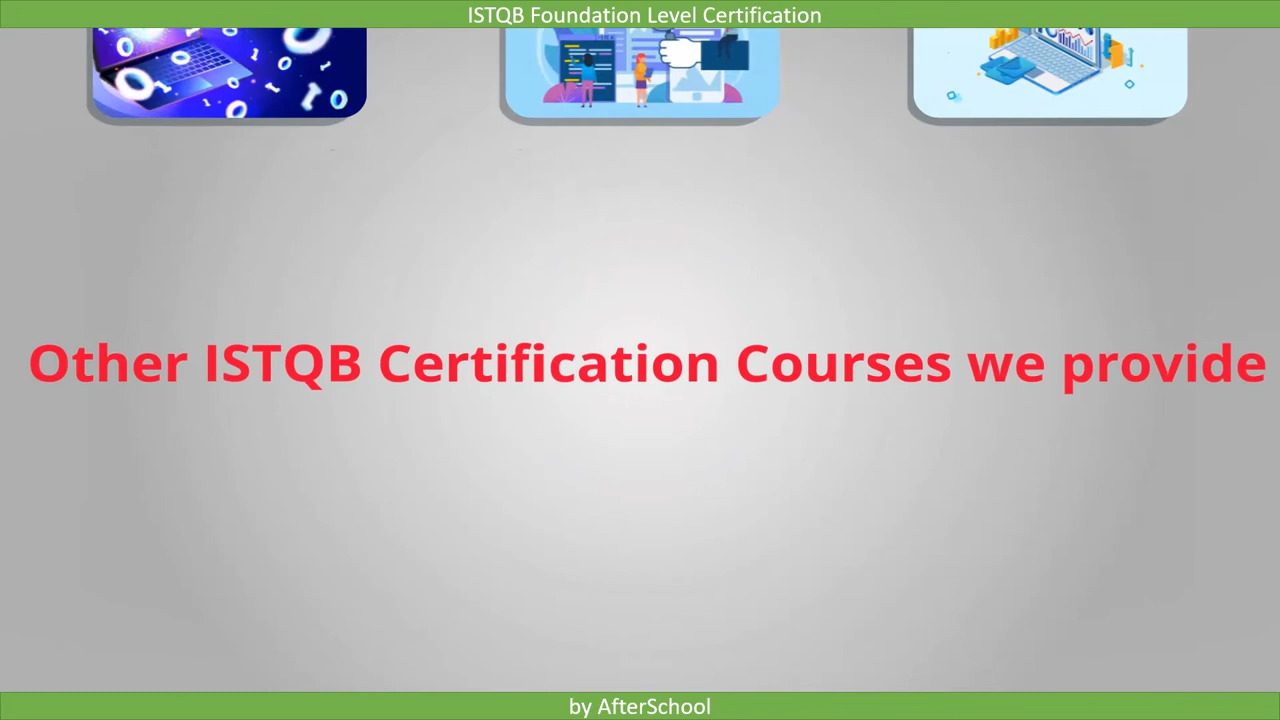 ISTQB Foundation Level Certification
Other ISTQB Certification Courses we provide
by AfterSchool